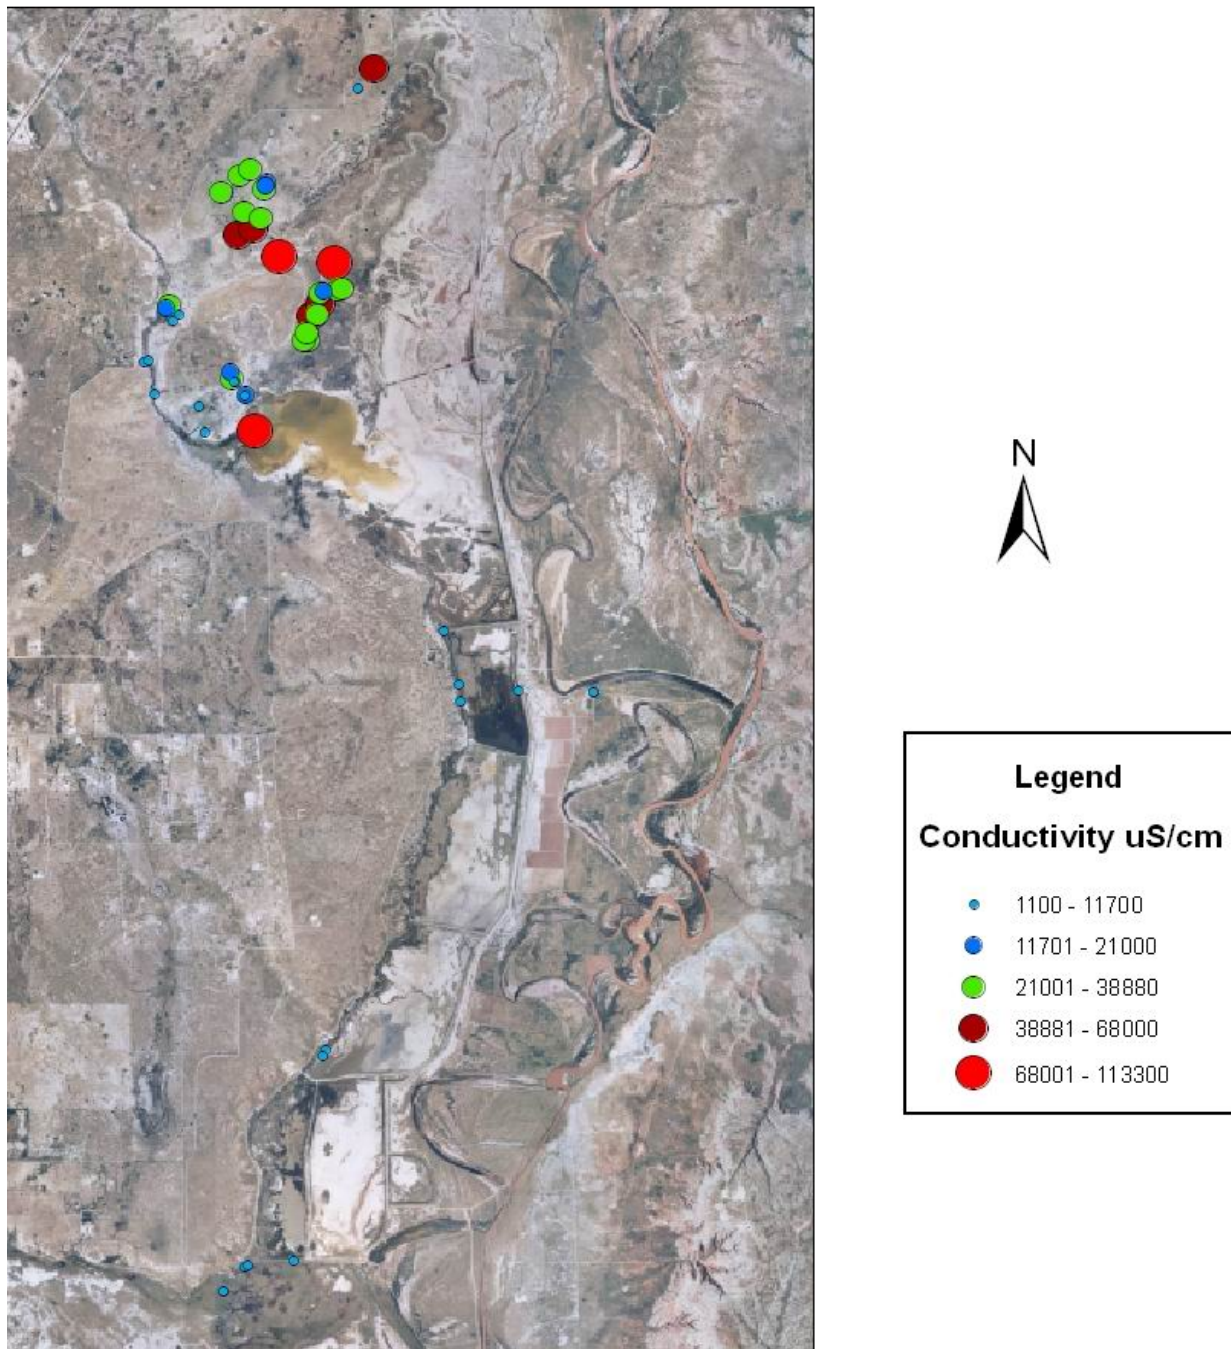 N
Legend
Conductivity uS/cm
1100 - 11700
11701 - 21000
21001 - 38880
38881 - 68000
68001 - 113300